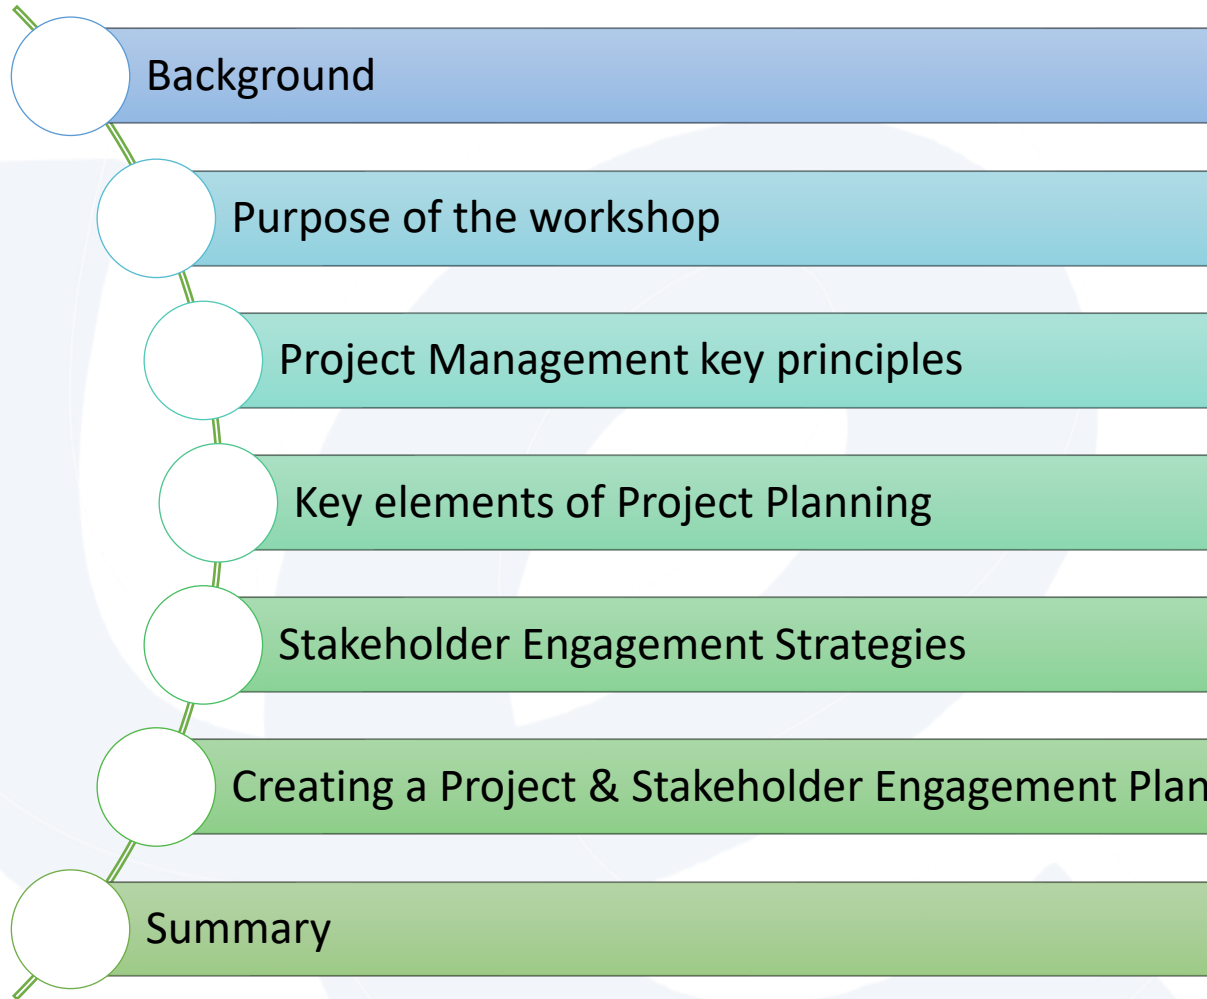 Background
Purpose of the workshop
Project Management key principles
Key elements of Project Planning
Stakeholder Engagement Strategies
Creating a Project & Stakeholder Engagement Plan
Summary